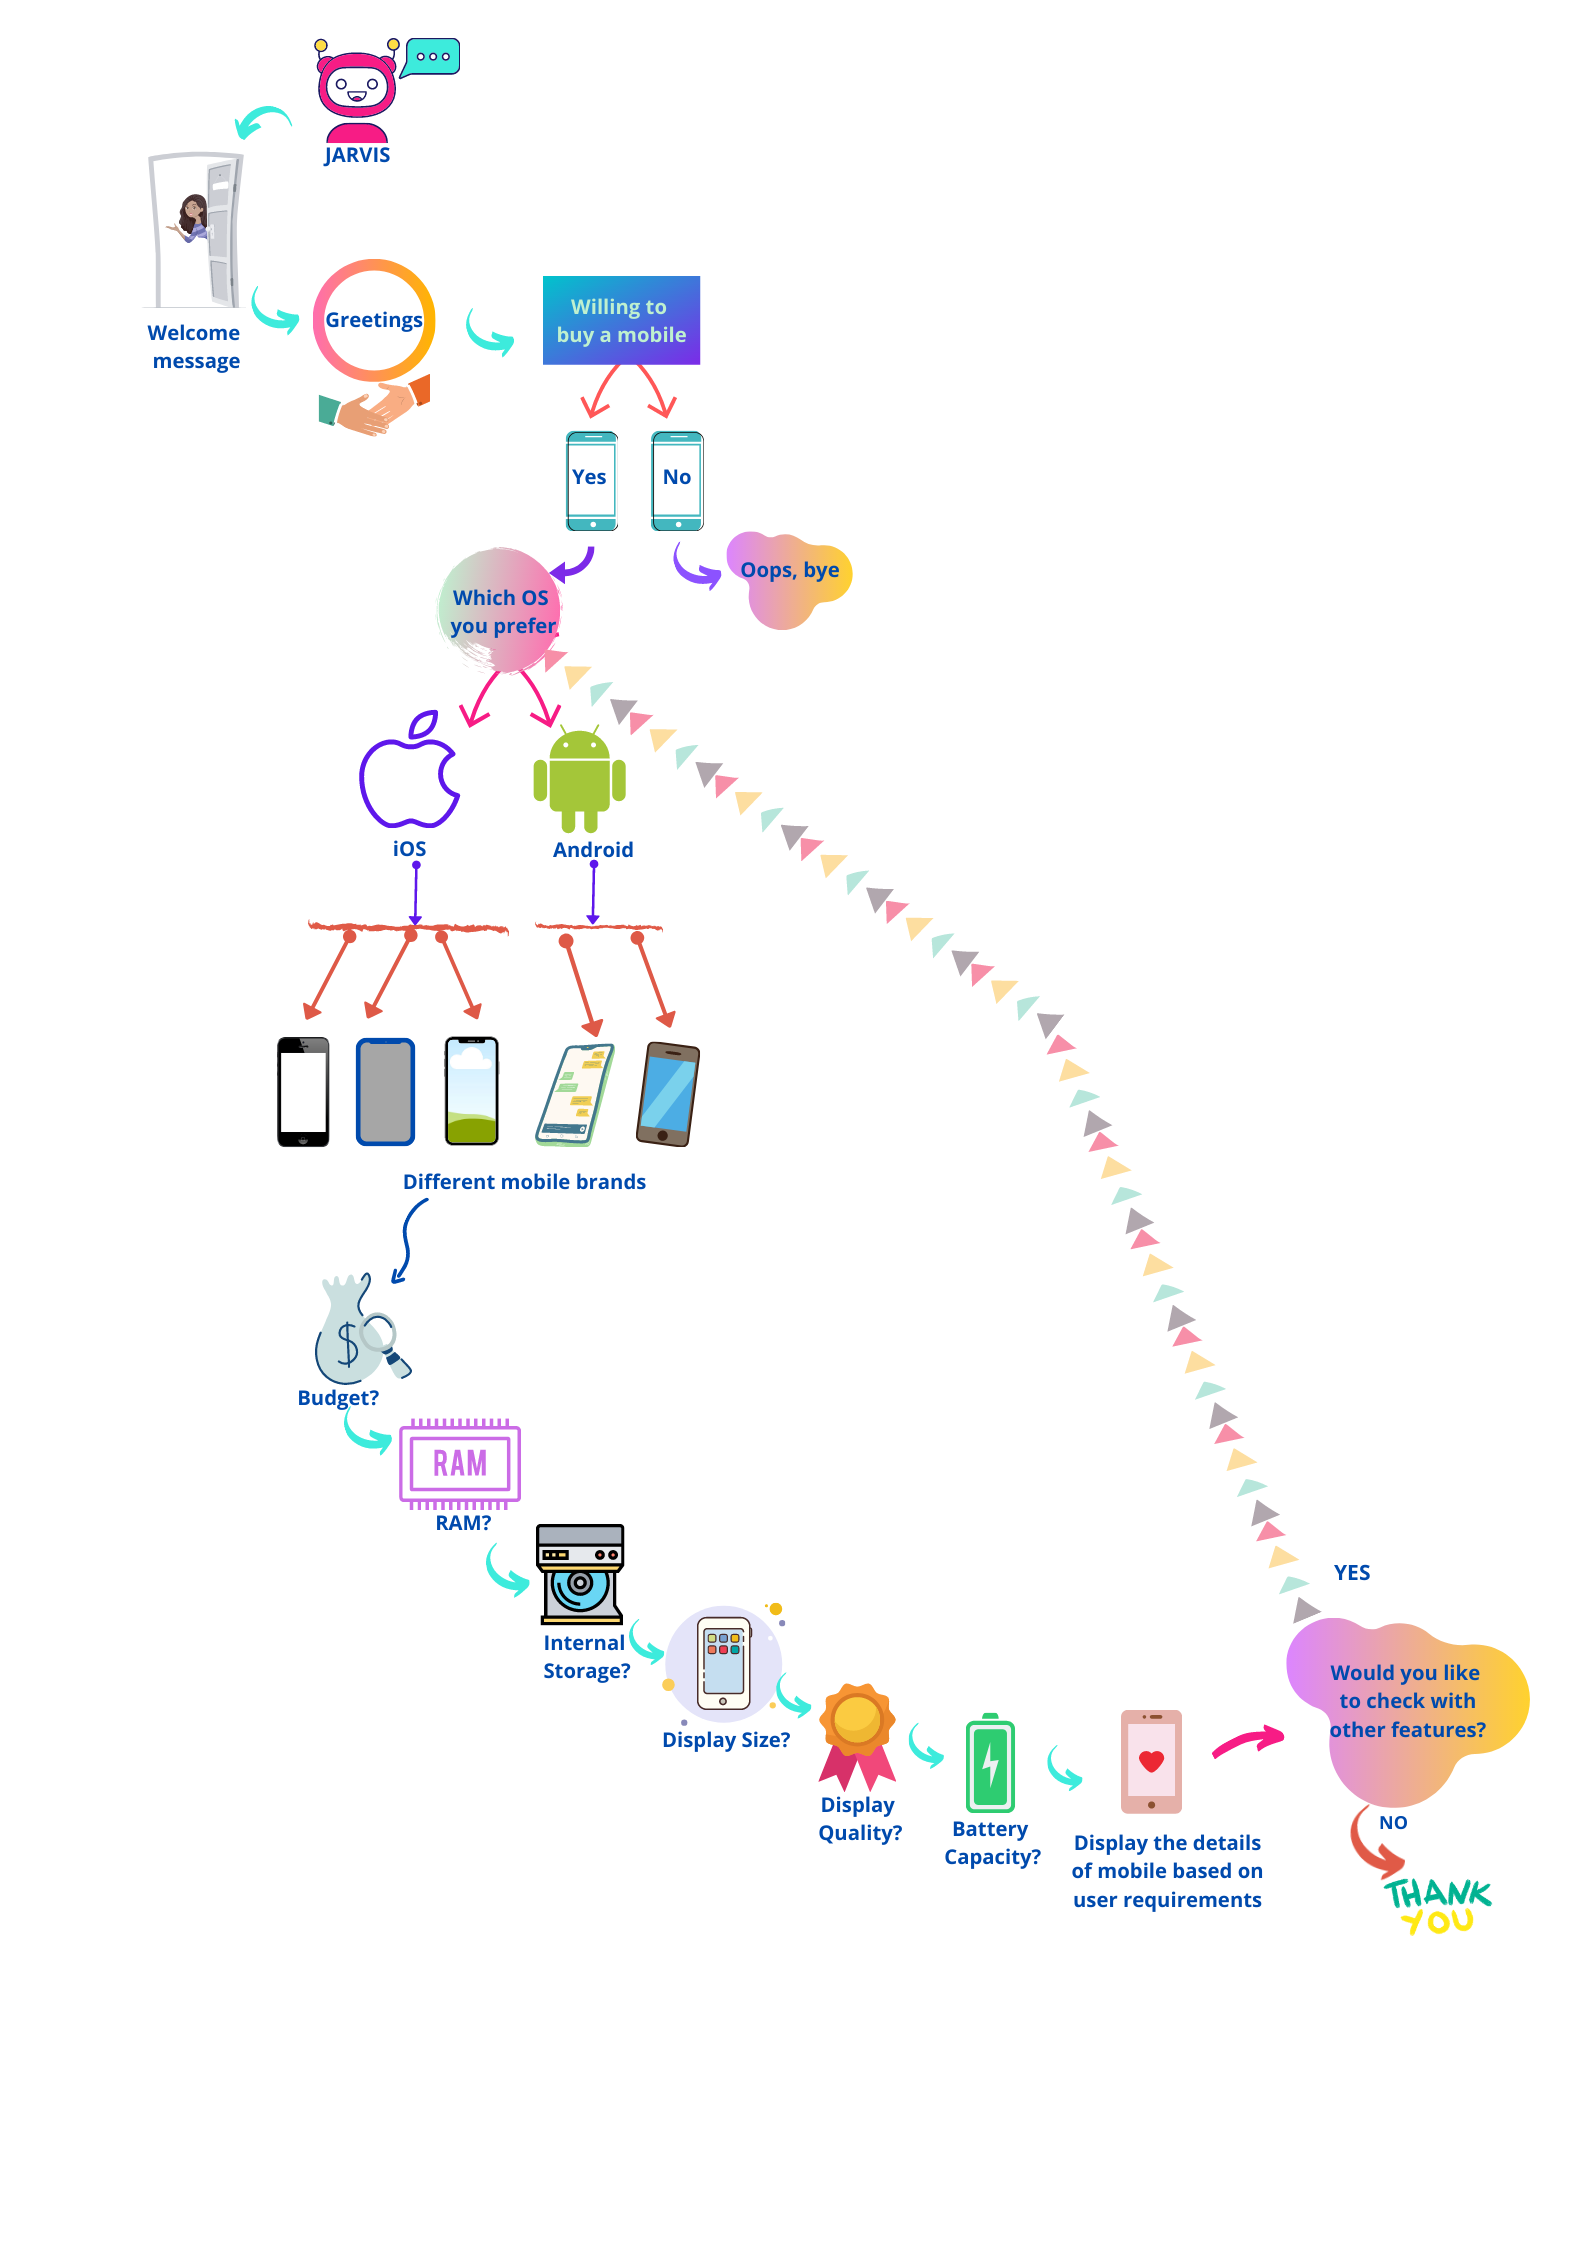 JARVIS
Welcome
message
Greetings
Willing to
buy a mobile
Yes
No
Oops, bye
Which OS
you prefer
iOS
Android
Different mobile brands
$
Budget?
RAM
RAM?
Internal
Storage?
Display Size?
Display
Quality?
Battery
Capacity?
Display the details
of mobile based on
user requirements
YES
Would you like
to check with
other features?
NO
THANK
YOU